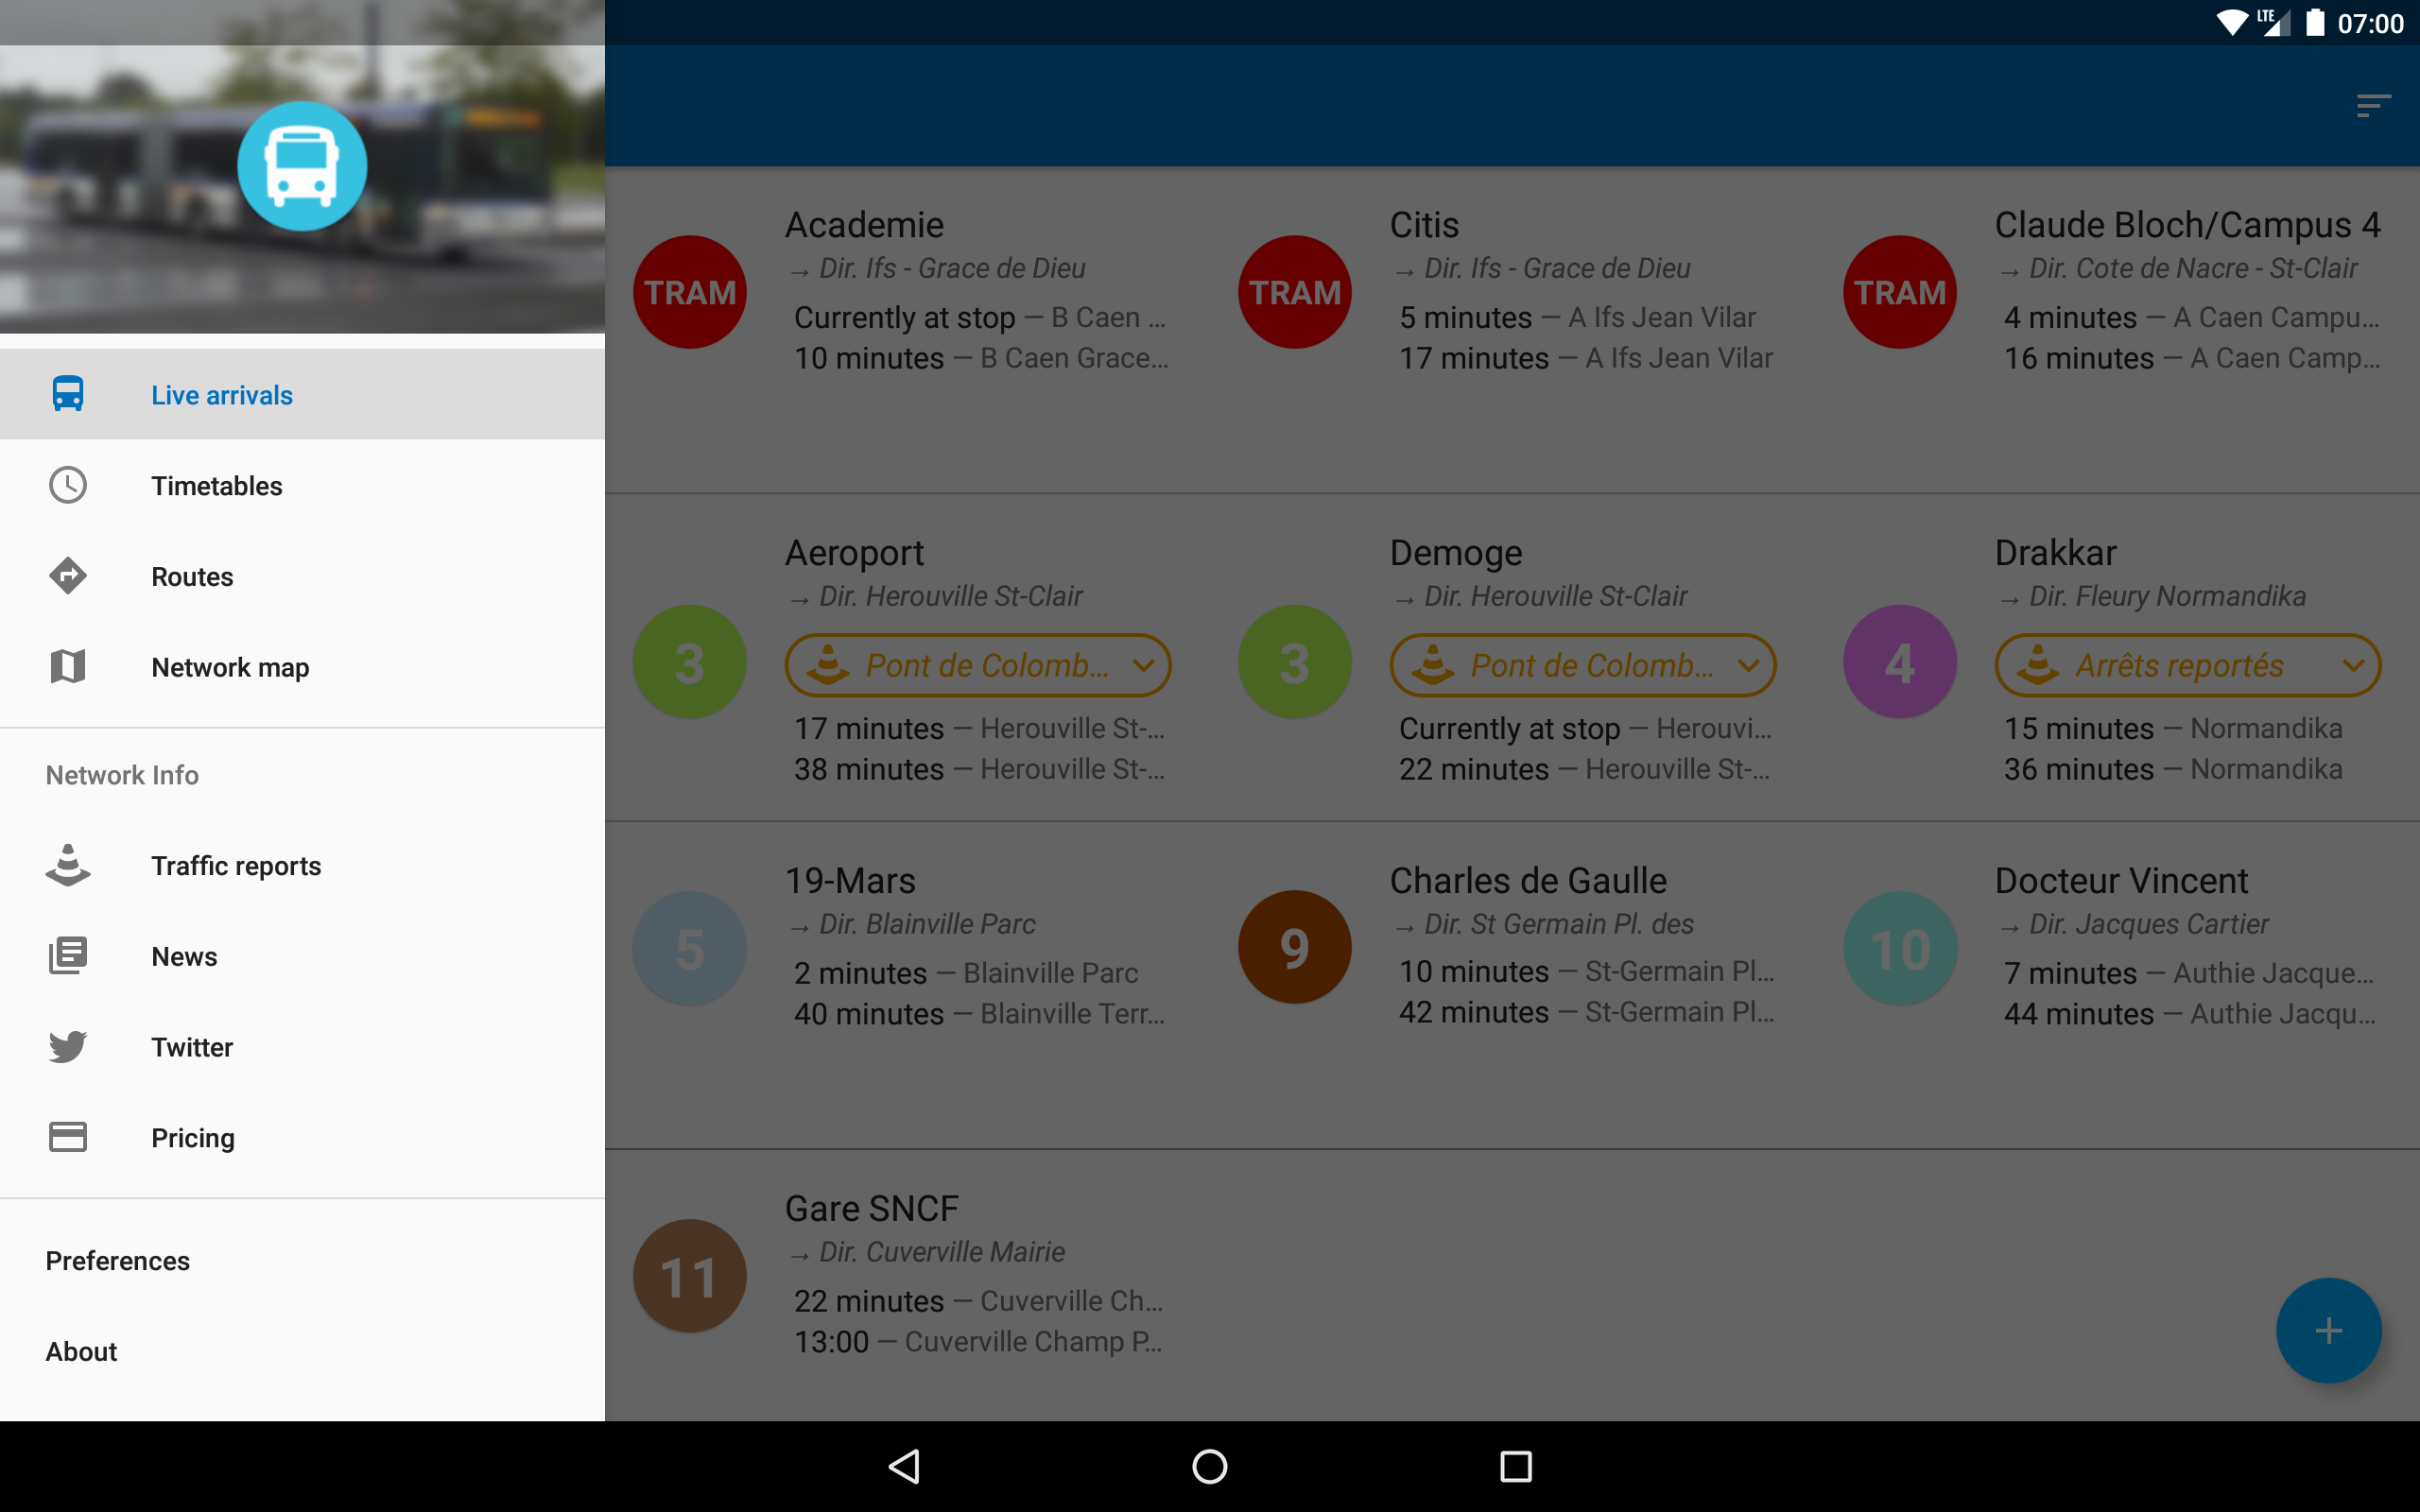 LTE 07:00
Live arrivals
Timetables
Routes
Network map
Network Info
Traffic reports
News
Twitter
Pricing
Preferences
About
TRAM
Academie
→ Dir. Ifs - Grace de Dieu
Currently at stop — B Caen ...
10 minutes — B Caen Grace...
TRAM
Citis
→ Dir. Ifs - Grace de Dieu
5 minutes — A Ifs Jean Vilar
17 minutes — A Ifs Jean Vilar
TRAM
Claude Bloch/Campus 4
→ Dir. Cote de Nacre - St-Clair
4 minutes — A Caen Campu...
16 minutes — A Caen Camp...
3
Aeroport
→ Dir. Herouville St-Clair
Pont de Colomb...
17 minutes — Herouville St-...
38 minutes — Herouville St-...
3
Demoge
→ Dir. Herouville St-Clair
Pont de Colomb...
Currently at stop — Herouvi...
22 minutes — Herouville St-...
4
Drakkar
→ Dir. Fleury Normandika
Arrêts reportés
15 minutes — Normandika
36 minutes — Normandika
5
19-Mars
→ Dir. Blainville Parc
2 minutes — Blainville Parc
40 minutes — Blainville Terr...
9
Charles de Gaulle
→ Dir. St Germain Pl. des
10 minutes — St-Germain Pl...
42 minutes — St-Germain Pl...
10
Docteur Vincent
→ Dir. Jacques Cartier
7 minutes — Authie Jacque...
44 minutes — Authie Jacqu...
11
Gare SNCF
→ Dir. Cuverville Mairie
22 minutes — Cuverville Ch...
13:00 — Cuverville Champ P...